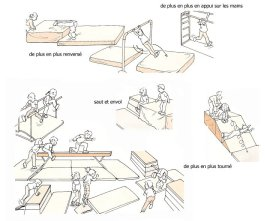 de plus en plus en appui sur les mains
de plus en plus renversé
saut et envol
de plus en plus tourné